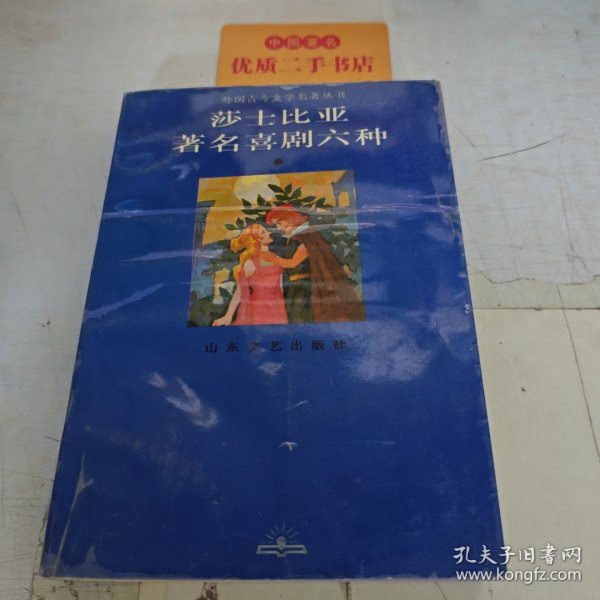 中国著名
优质二手书店
外国古今文学名著丛书
莎士比亚
著名喜剧六种
山东文艺出版社
孔夫子旧书网
www.kongfz.com